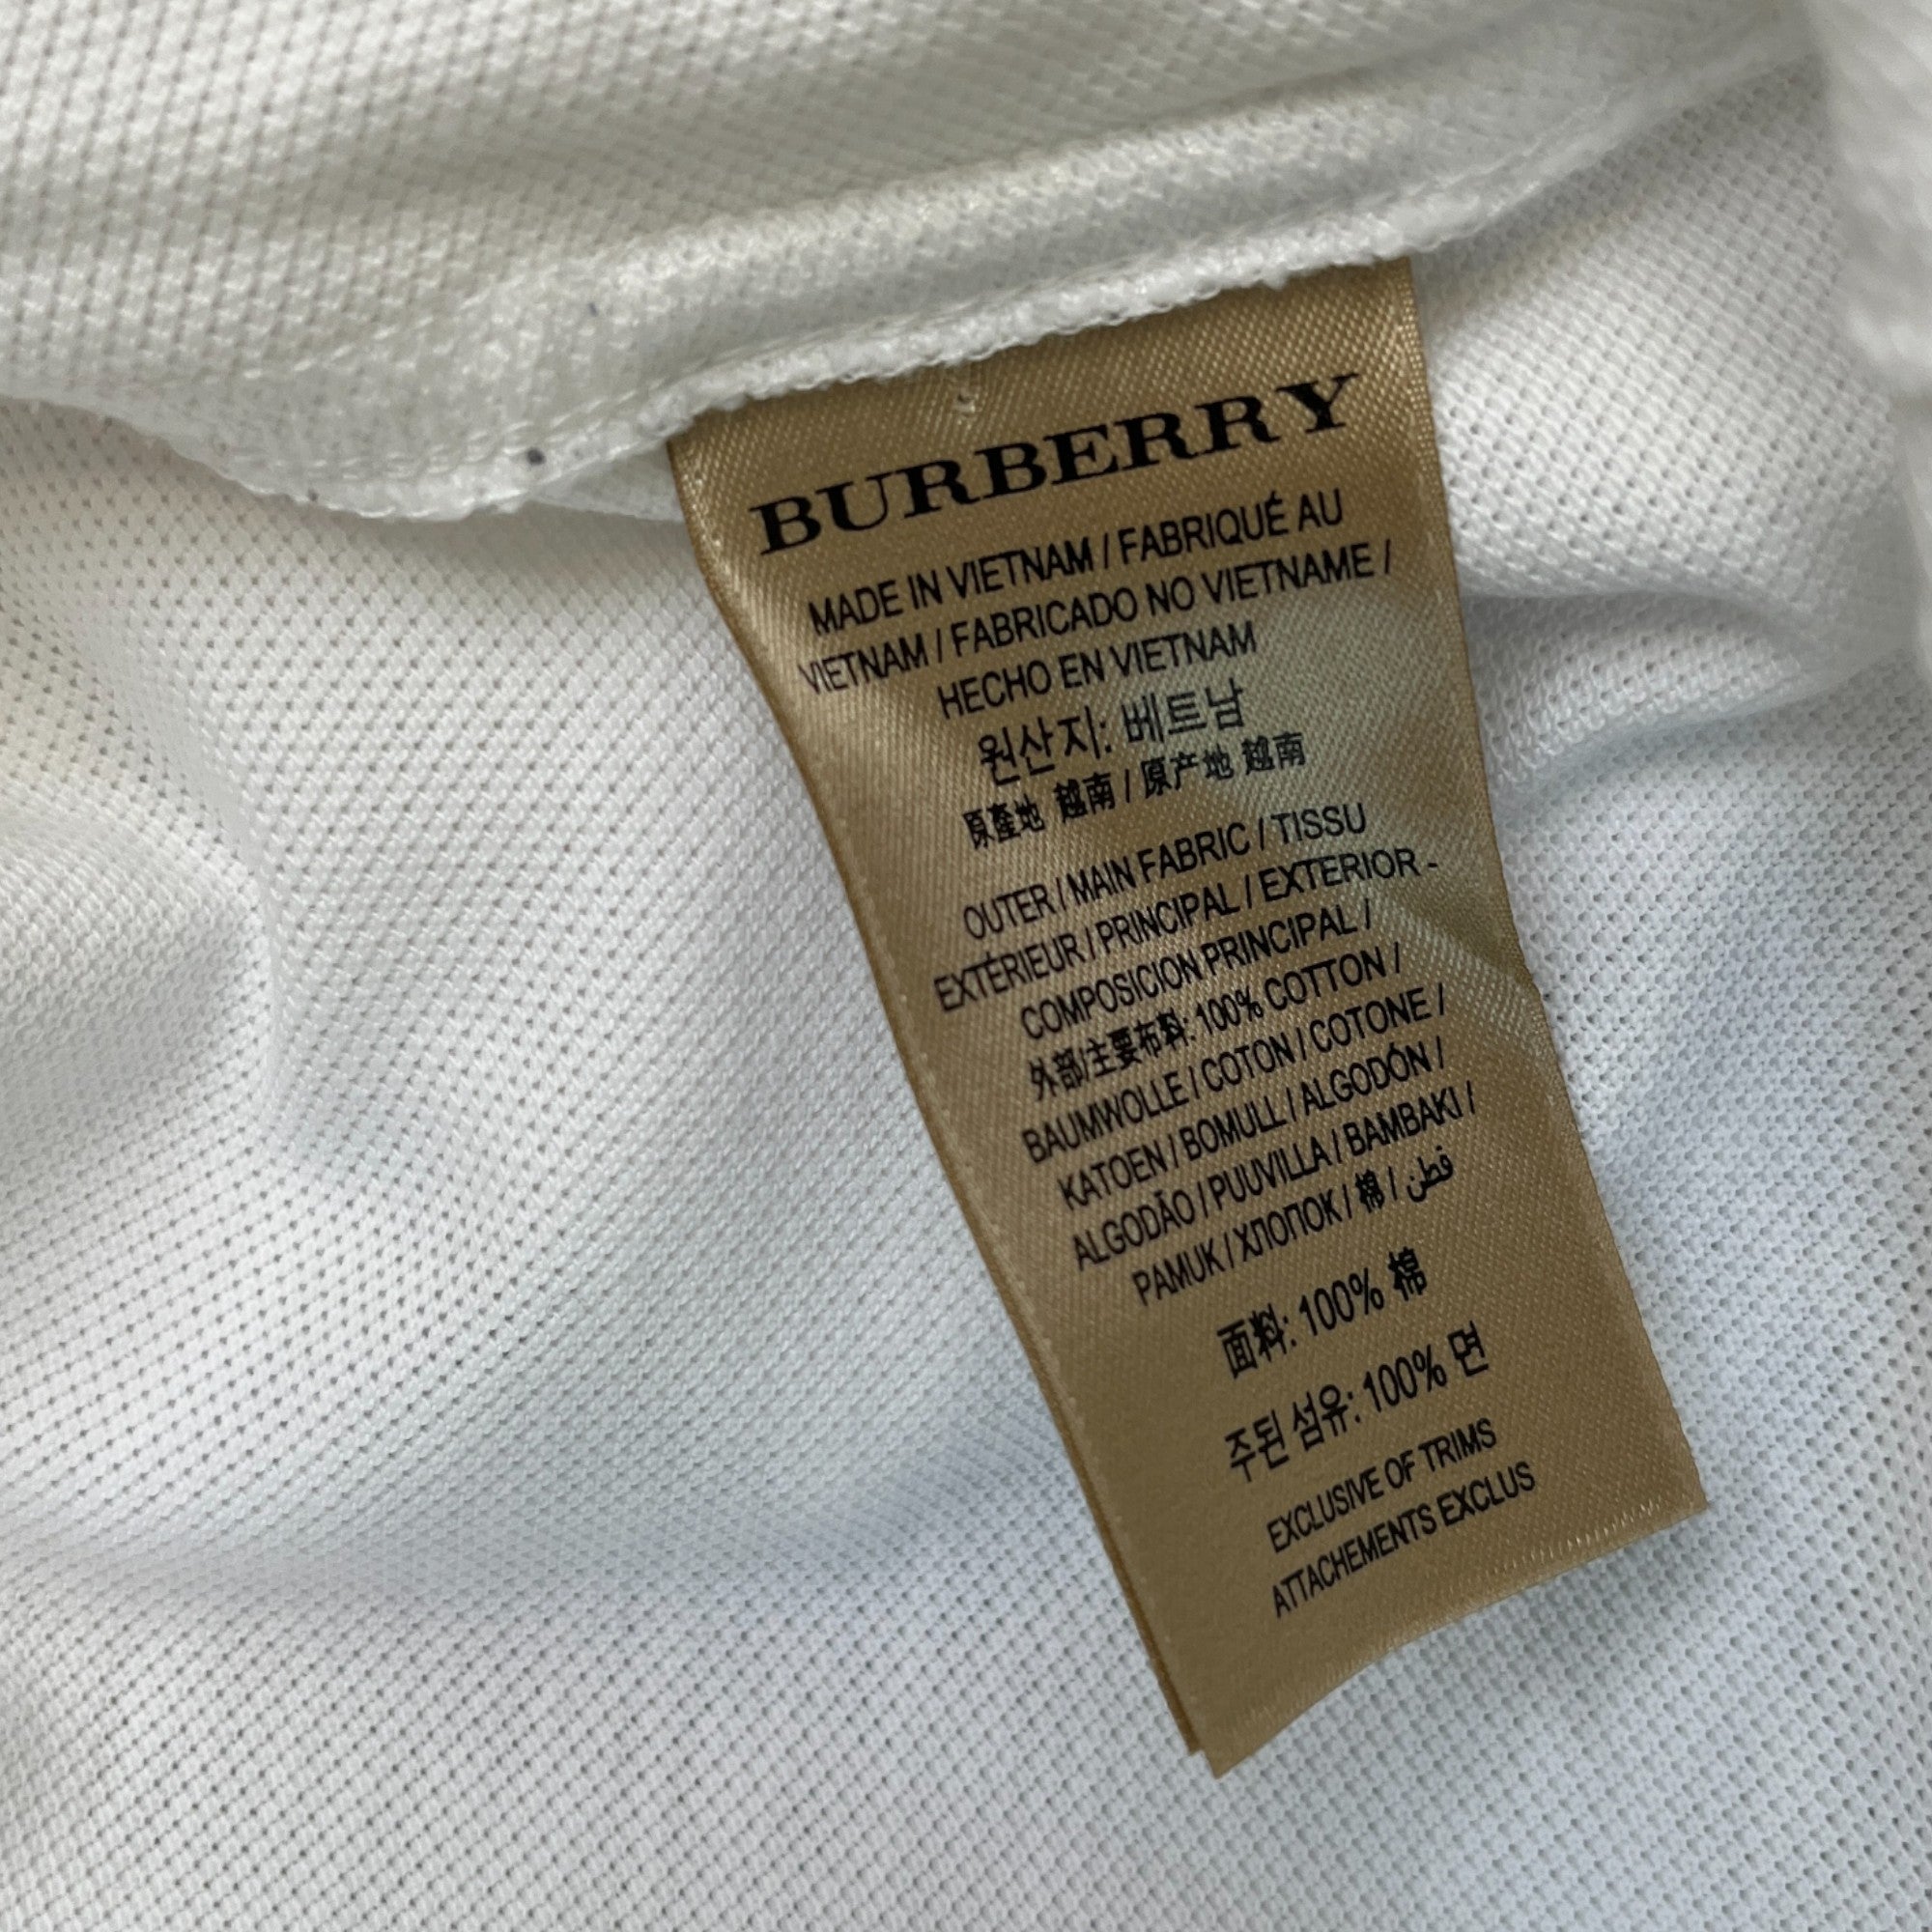 BURBERRY
MADE IN VIETNAM / FABRIQUÉ AU
VIETNAM / FABRICADO NO VIETNAME /
HECHO EN VIETNAM
원산지: 베트남
原產地 越南 / 原产地 越南
OUTER / MAIN FABRIC / TISSU
EXTÉRIEUR / PRINCIPAL / EXTERIOR -
COMPOSICION PRINCIPAL /
外部/主要布料: 100% COTTON /
BAUMWOLLE / COTON / COTONE /
KATOEN / BOMULL / ALGODÓN /
ALGODÃO / PUUVILLA / BAMBAKI /
PAMUK / ХЛОПОК / 棉 / قطن
面料: 100% 棉
주된 섬유: 100% 면
EXCLUSIVE OF TRIMS
ATTACHEMENTS EXCLUS